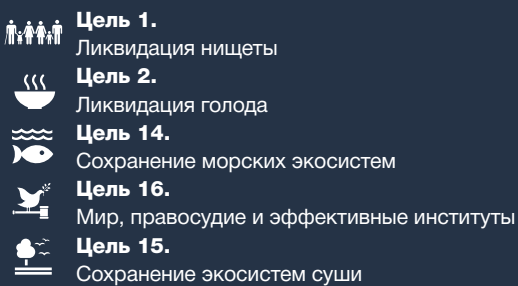 Цель 1.
Ликвидация нищеты
Цель 2.
Ликвидация голода
Цель 14.
Сохранение морских экосистем
Цель 16.
Мир, правосудие и эффективные институты
Цель 15.
Сохранение экосистем суши